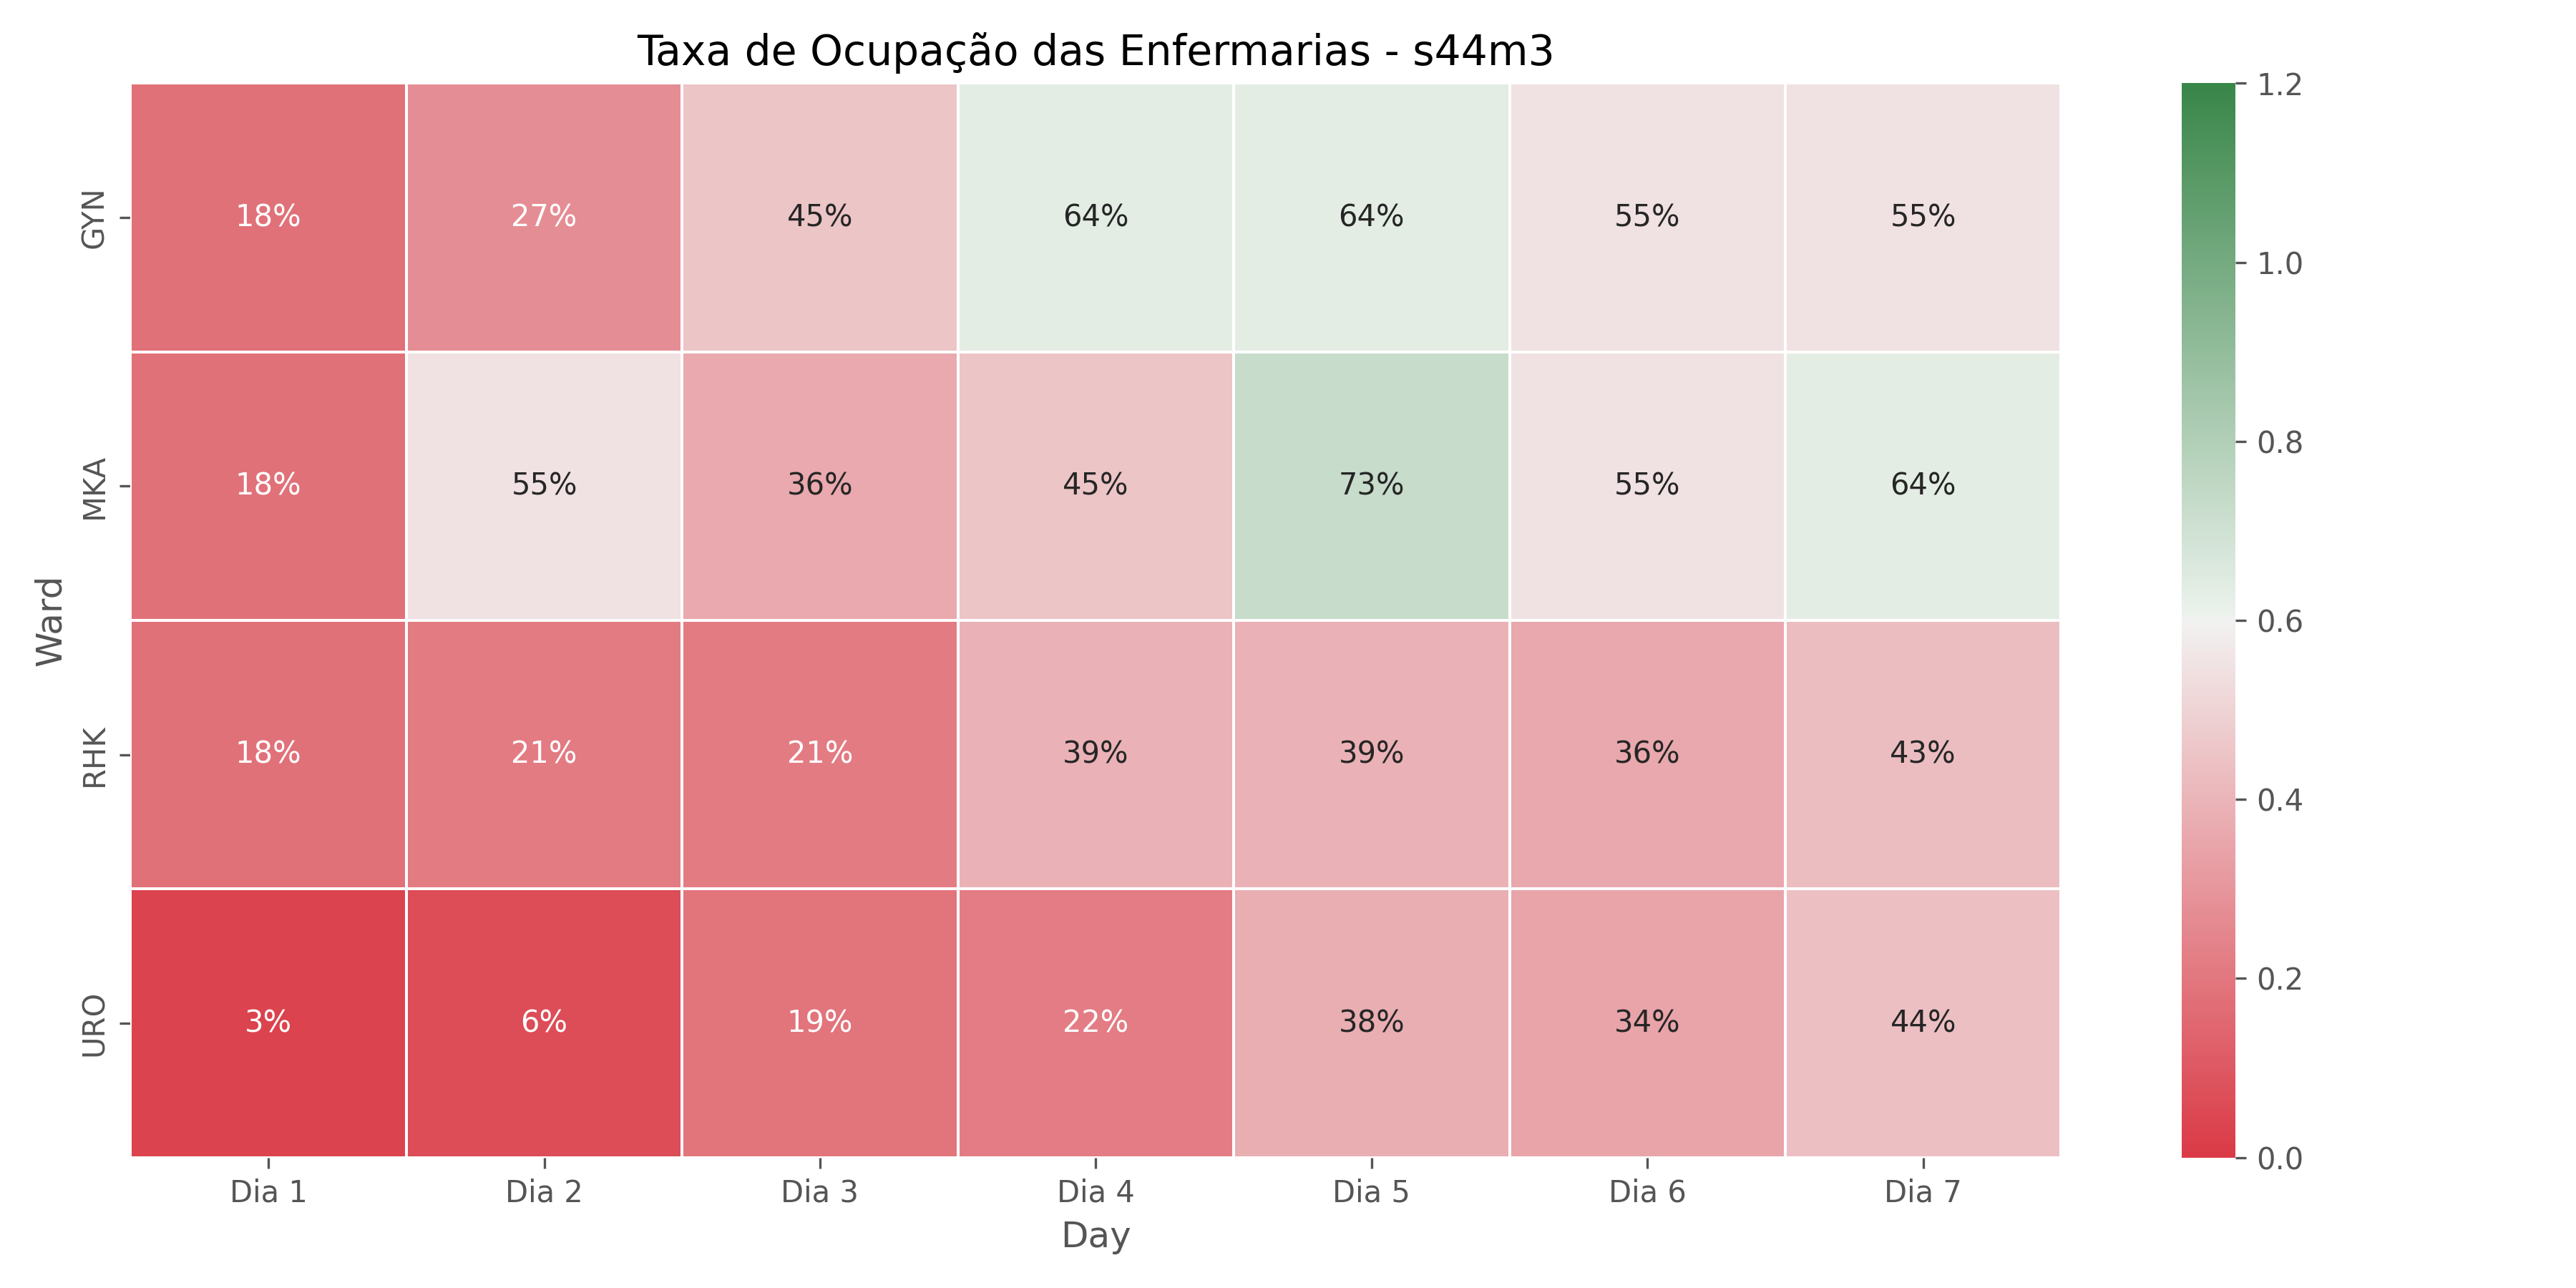 Taxa de Ocupação das Enfermarias - s44m3
GYN 18% 27% 45% 64% 64% 55% 55%
MKA 18% 55% 36% 45% 73% 55% 64%
RHK 18% 21% 21% 39% 39% 36% 43%
URO 3% 6% 19% 22% 38% 34% 44%
Ward
Dia 1 Dia 2 Dia 3 Dia 4 Dia 5 Dia 6 Dia 7
Day
1.2
1.0
0.8
0.6
0.4
0.2
0.0